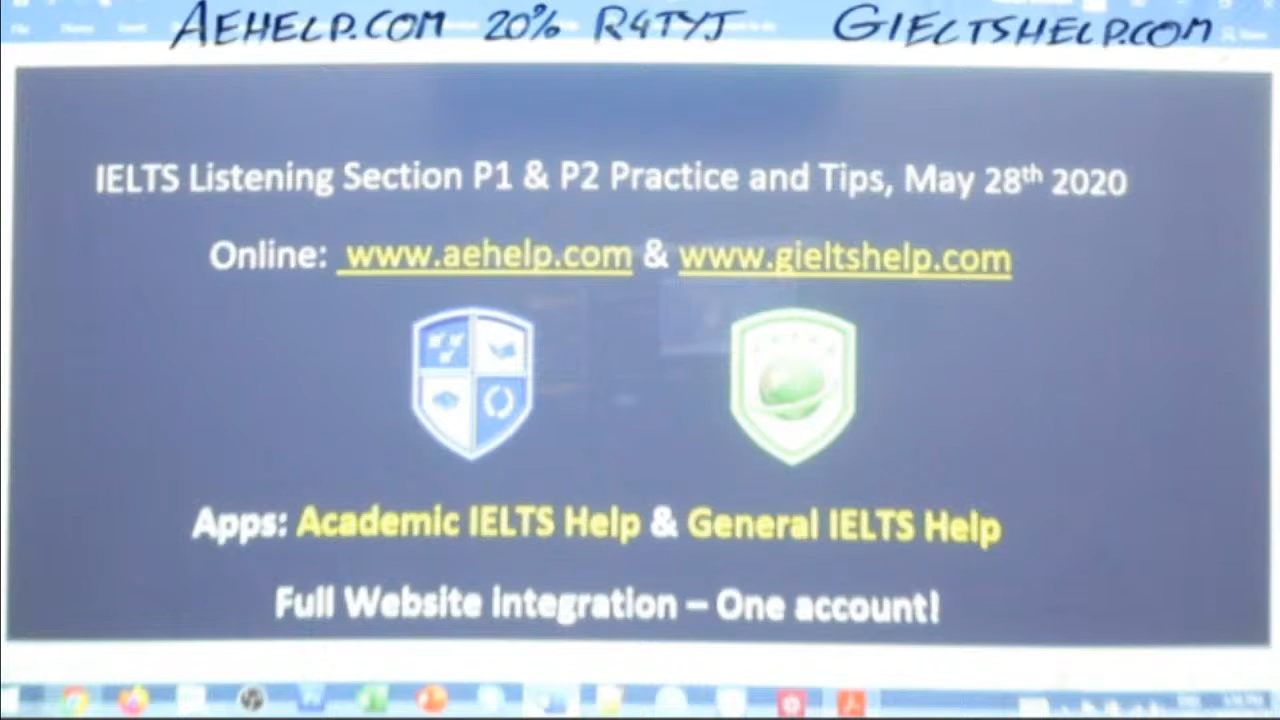 AEHELP.COM 20% R4TYJ GIELTSHELP.COM
IELTS Listening Section P1 & P2 Practice and Tips, May 28th 2020
Online: www.aehelp.com & www.gieltshelp.com
Apps: Academic IELTS Help & General IELTS Help
Full Website integration – One account!